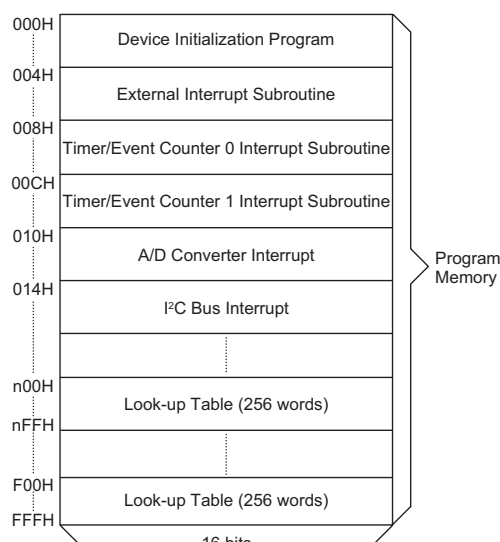 000H
Device Initialization Program
004H
External Interrupt Subroutine
008H
Timer/Event Counter 0 Interrupt Subroutine
00CH
Timer/Event Counter 1 Interrupt Subroutine
010H
A/D Converter Interrupt
014H
I²C Bus Interrupt
Program
Memory
n00H
Look-up Table (256 words)
nFFH
F00H
Look-up Table (256 words)
FFFH
16 bits